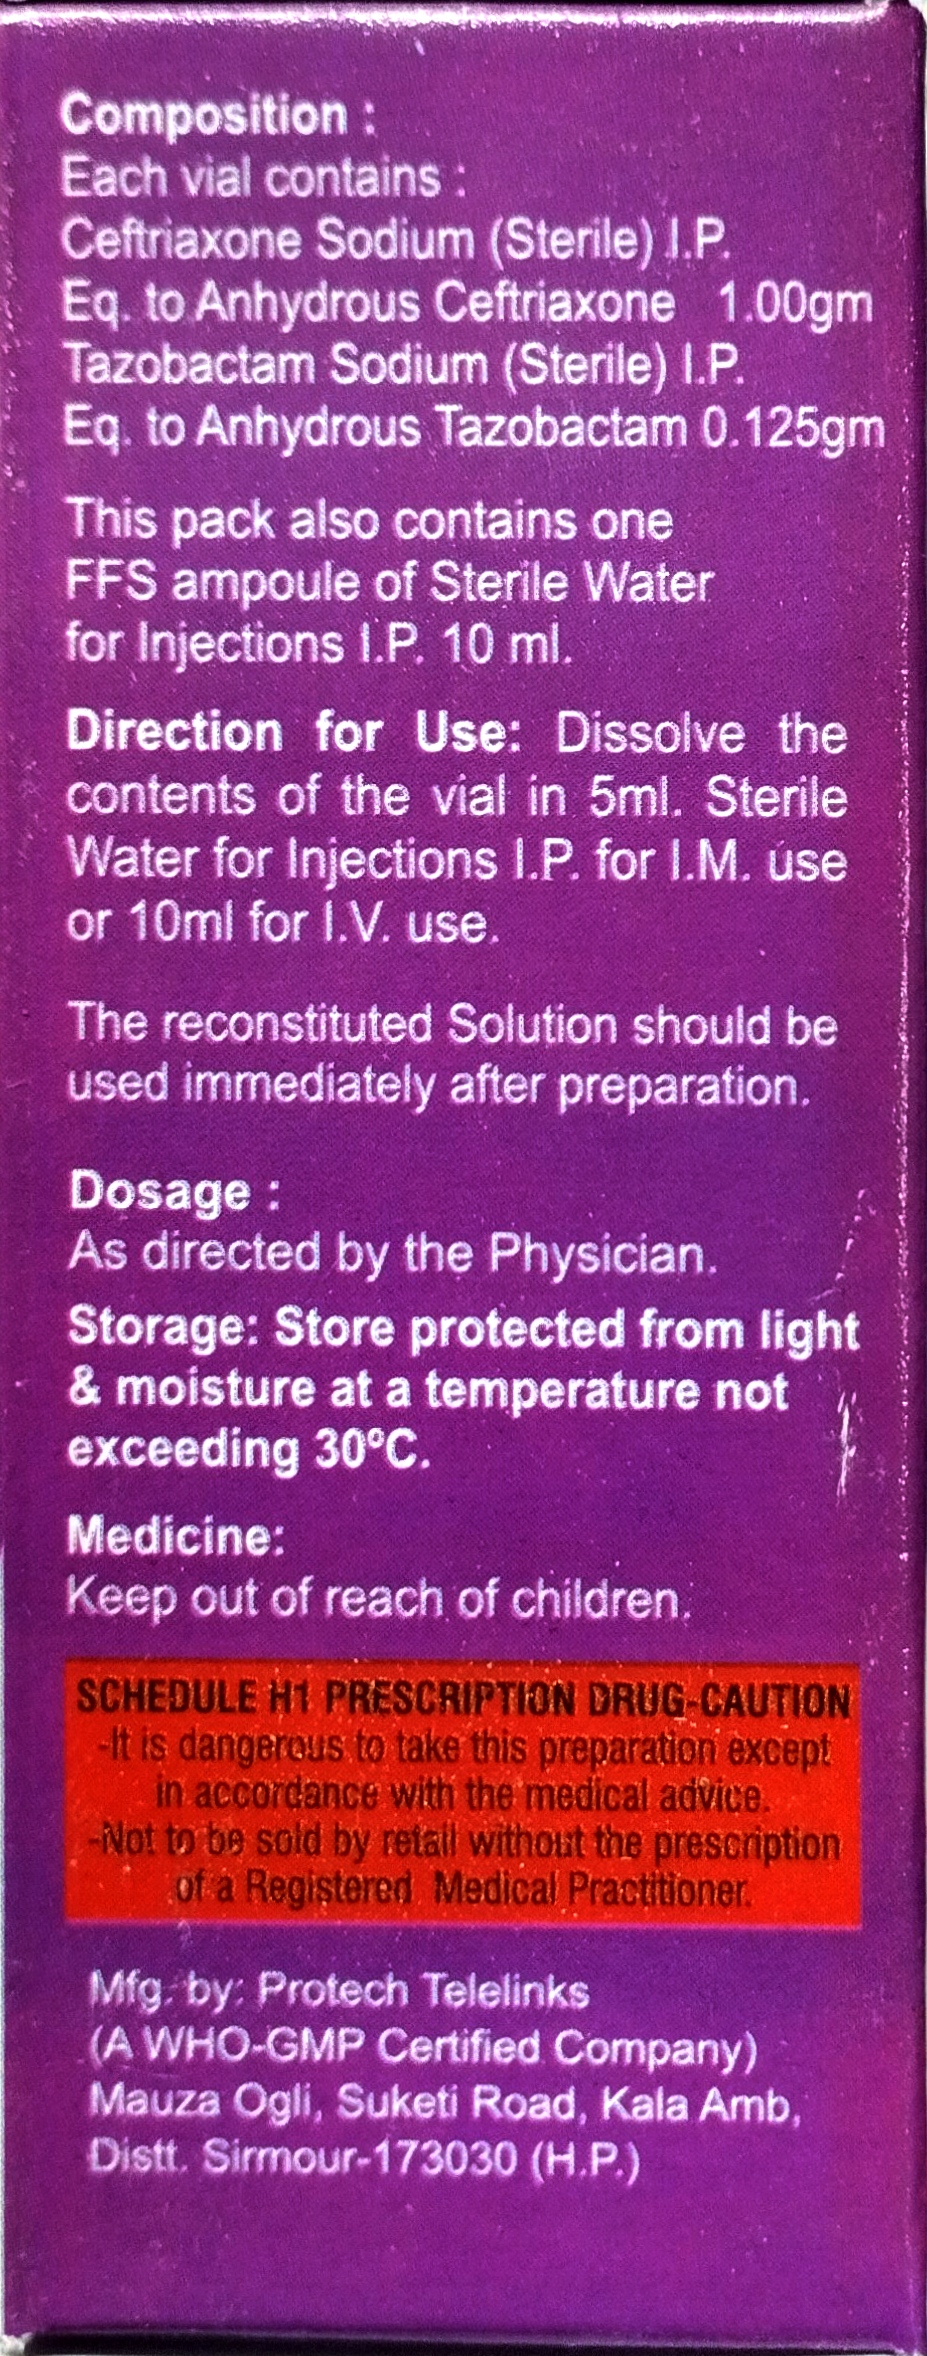 Composition :
Each vial contains :
Ceftriaxone Sodium (Sterile) I.P.
Eq. to Anhydrous Ceftriaxone 1.00gm
Tazobactam Sodium (Sterile) I.P.
Eq. to Anhydrous Tazobactam 0.125gm
This pack also contains one
FFS ampoule of Sterile Water
for Injections I.P. 10 ml.
Direction for Use: Dissolve the
contents of the vial in 5ml. Sterile
Water for Injections I.P. for I.M. use
or 10ml for I.V. use.
The reconstituted Solution should be
used immediately after preparation.
Dosage :
As directed by the Physician.
Storage: Store protected from light
& moisture at a temperature not
exceeding 30ºC.
Medicine:
Keep out of reach of children.
SCHEDULE H1 PRESCRIPTION DRUG-CAUTION
-It is dangerous to take this preparation except
in accordance with the medical advice.
-Not to be sold by retail without the prescription
of a Registered Medical Practitioner.
Mfg. by: Protech Telelinks
(A WHO-GMP Certified Company)
Mauza Ogli, Suketi Road, Kala Amb,
Distt. Sirmour-173030 (H.P.)